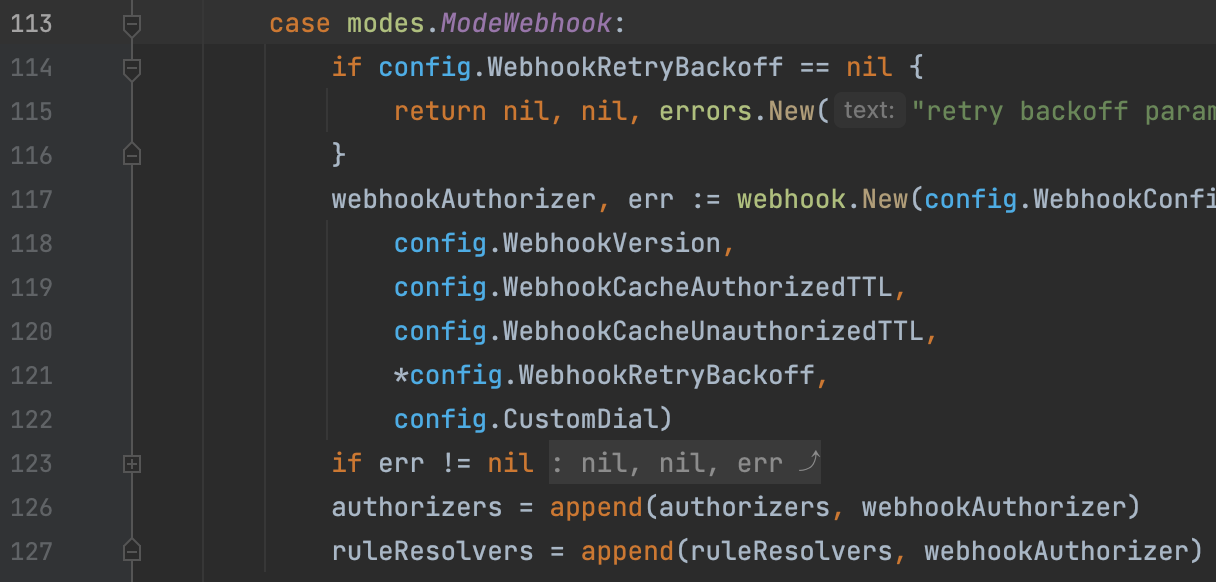 113 case modes.ModeWebhook:
114 if config.WebhookRetryBackoff == nil {
115 return nil, nil, errors.New( text: "retry backoff param
116 }
117 webhookAuthorizer, err := webhook.New(config.WebhookConfi
118 config.WebhookVersion,
119 config.WebhookCacheAuthorizedTTL,
120 config.WebhookCacheUnauthorizedTTL,
121 *config.WebhookRetryBackoff,
122 config.CustomDial)
123 if err != nil : nil, nil, err ⤴
126 authorizers = append(authorizers, webhookAuthorizer)
127 ruleResolvers = append(ruleResolvers, webhookAuthorizer)